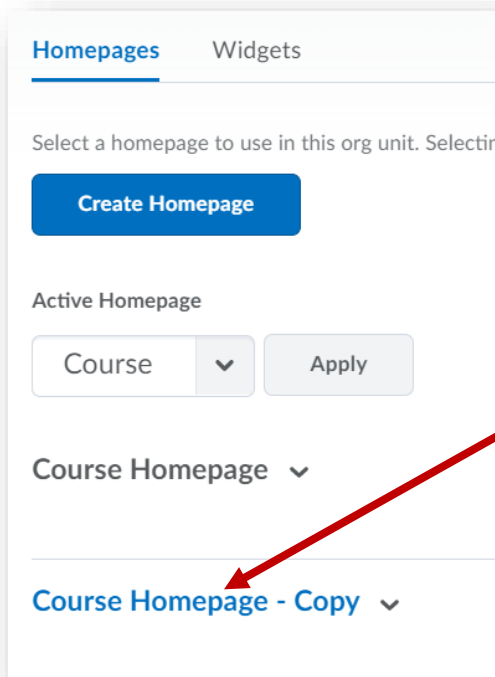 Homepages Widgets
Select a homepage to use in this org unit.
Create Homepage
Active Homepage
Course
Apply
Course Homepage
Course Homepage - Copy